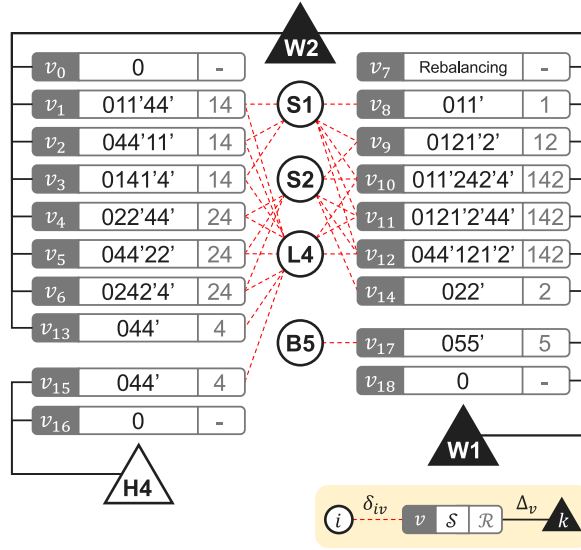 W2
v0 0 -
v1 011'44' 14
v2 044'11' 14
v3 0141'4' 14
v4 022'44' 24
v5 044'22' 24
v6 0242'4' 24
v13 044' 4
v15 044' 4
v16 0 -
H4
S1
S2
L4
B5
v7 Rebalancing -
v8 011' 1
v9 0121'2' 12
v10 011'242'4' 142
v11 0121'2'44' 142
v12 044'121'2' 142
v14 022' 2
v17 055' 5
v18 0 -
W1
i δiv v S R Δv k